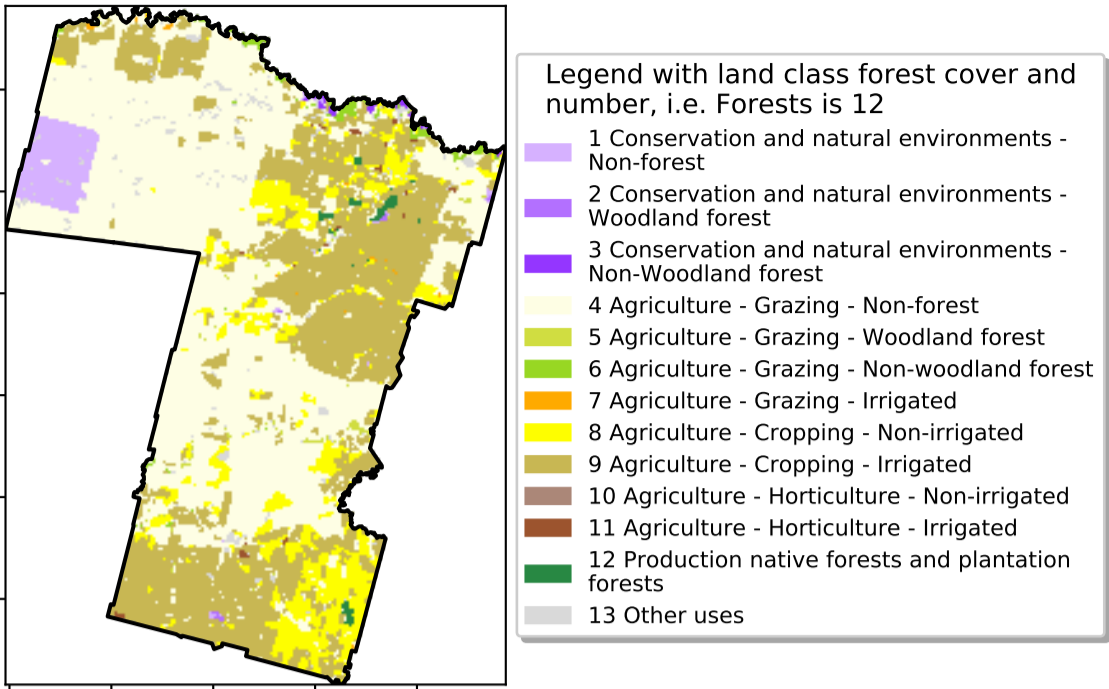 Legend with land class forest cover and
number, i.e. Forests is 12
1 Conservation and natural environments -
Non-forest
2 Conservation and natural environments -
Woodland forest
3 Conservation and natural environments -
Non-Woodland forest
4 Agriculture - Grazing - Non-forest
5 Agriculture - Grazing - Woodland forest
6 Agriculture - Grazing - Non-woodland forest
7 Agriculture - Grazing - Irrigated
8 Agriculture - Cropping - Non-irrigated
9 Agriculture - Cropping - Irrigated
10 Agriculture - Horticulture - Non-irrigated
11 Agriculture - Horticulture - Irrigated
12 Production native forests and plantation
forests
13 Other uses